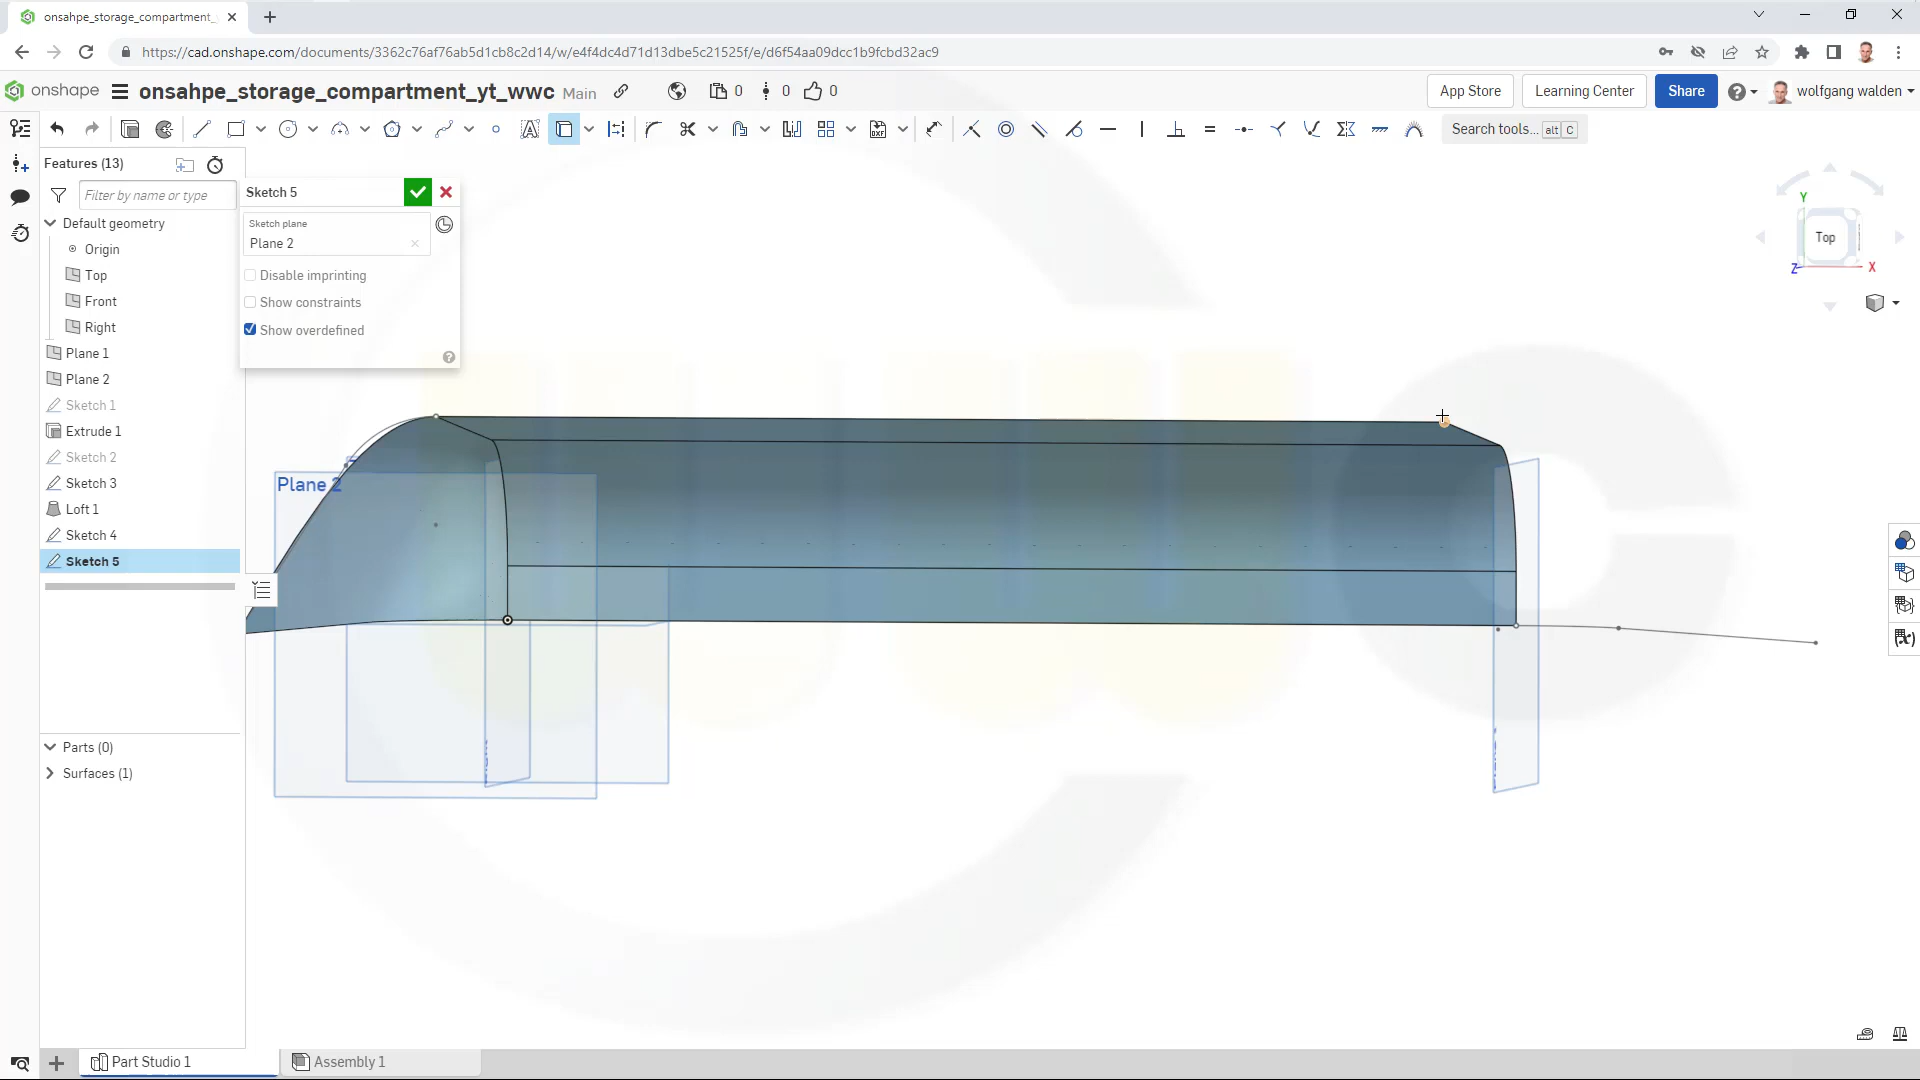 onsahpe_storage_compartment_
https://cad.onshape.com/documents/3362c76af76ab5d1cb8c2d14/w/e4f4dc4d71d13dbe5c21525f/e/d6f54aa09dcc1b9fcbd32ac9
onshape
onsahpe_storage_compartment_yt_wwc Main
0
0
0
App Store
Learning Center
Share
wolfgang walden
Search tools... alt C
Features (13)
Filter by name or type
Default geometry
Origin
Top
Front
Right
Plane 1
Plane 2
Sketch 1
Extrude 1
Sketch 2
Sketch 3
Loft 1
Sketch 4
Sketch 5
Parts (0)
Surfaces (1)
Sketch 5
Sketch plane
Plane 2
Disable imprinting
Show constraints
Show overdefined
Plane 2
Y
Top
Z
X
Part Studio 1
Assembly 1